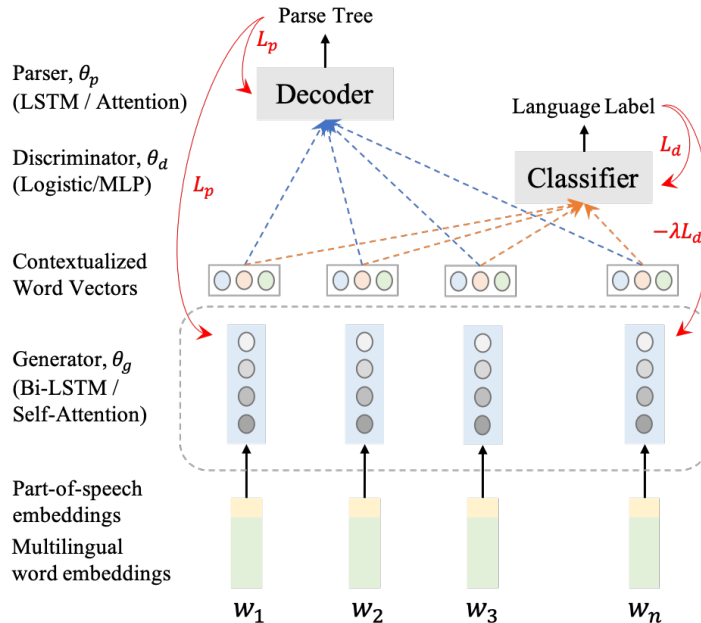 Parse Tree
L_p
Parser, θ_p
(LSTM / Attention)
Decoder
Language Label
L_d
Discriminator, θ_d
(Logistic/MLP)
L_p
Classifier
−λL_d
Contextualized
Word Vectors
Generator, θ_g
(Bi-LSTM /
Self-Attention)
Part-of-speech
embeddings
Multilingual
word embeddings
w_1 w_2 w_3 w_n